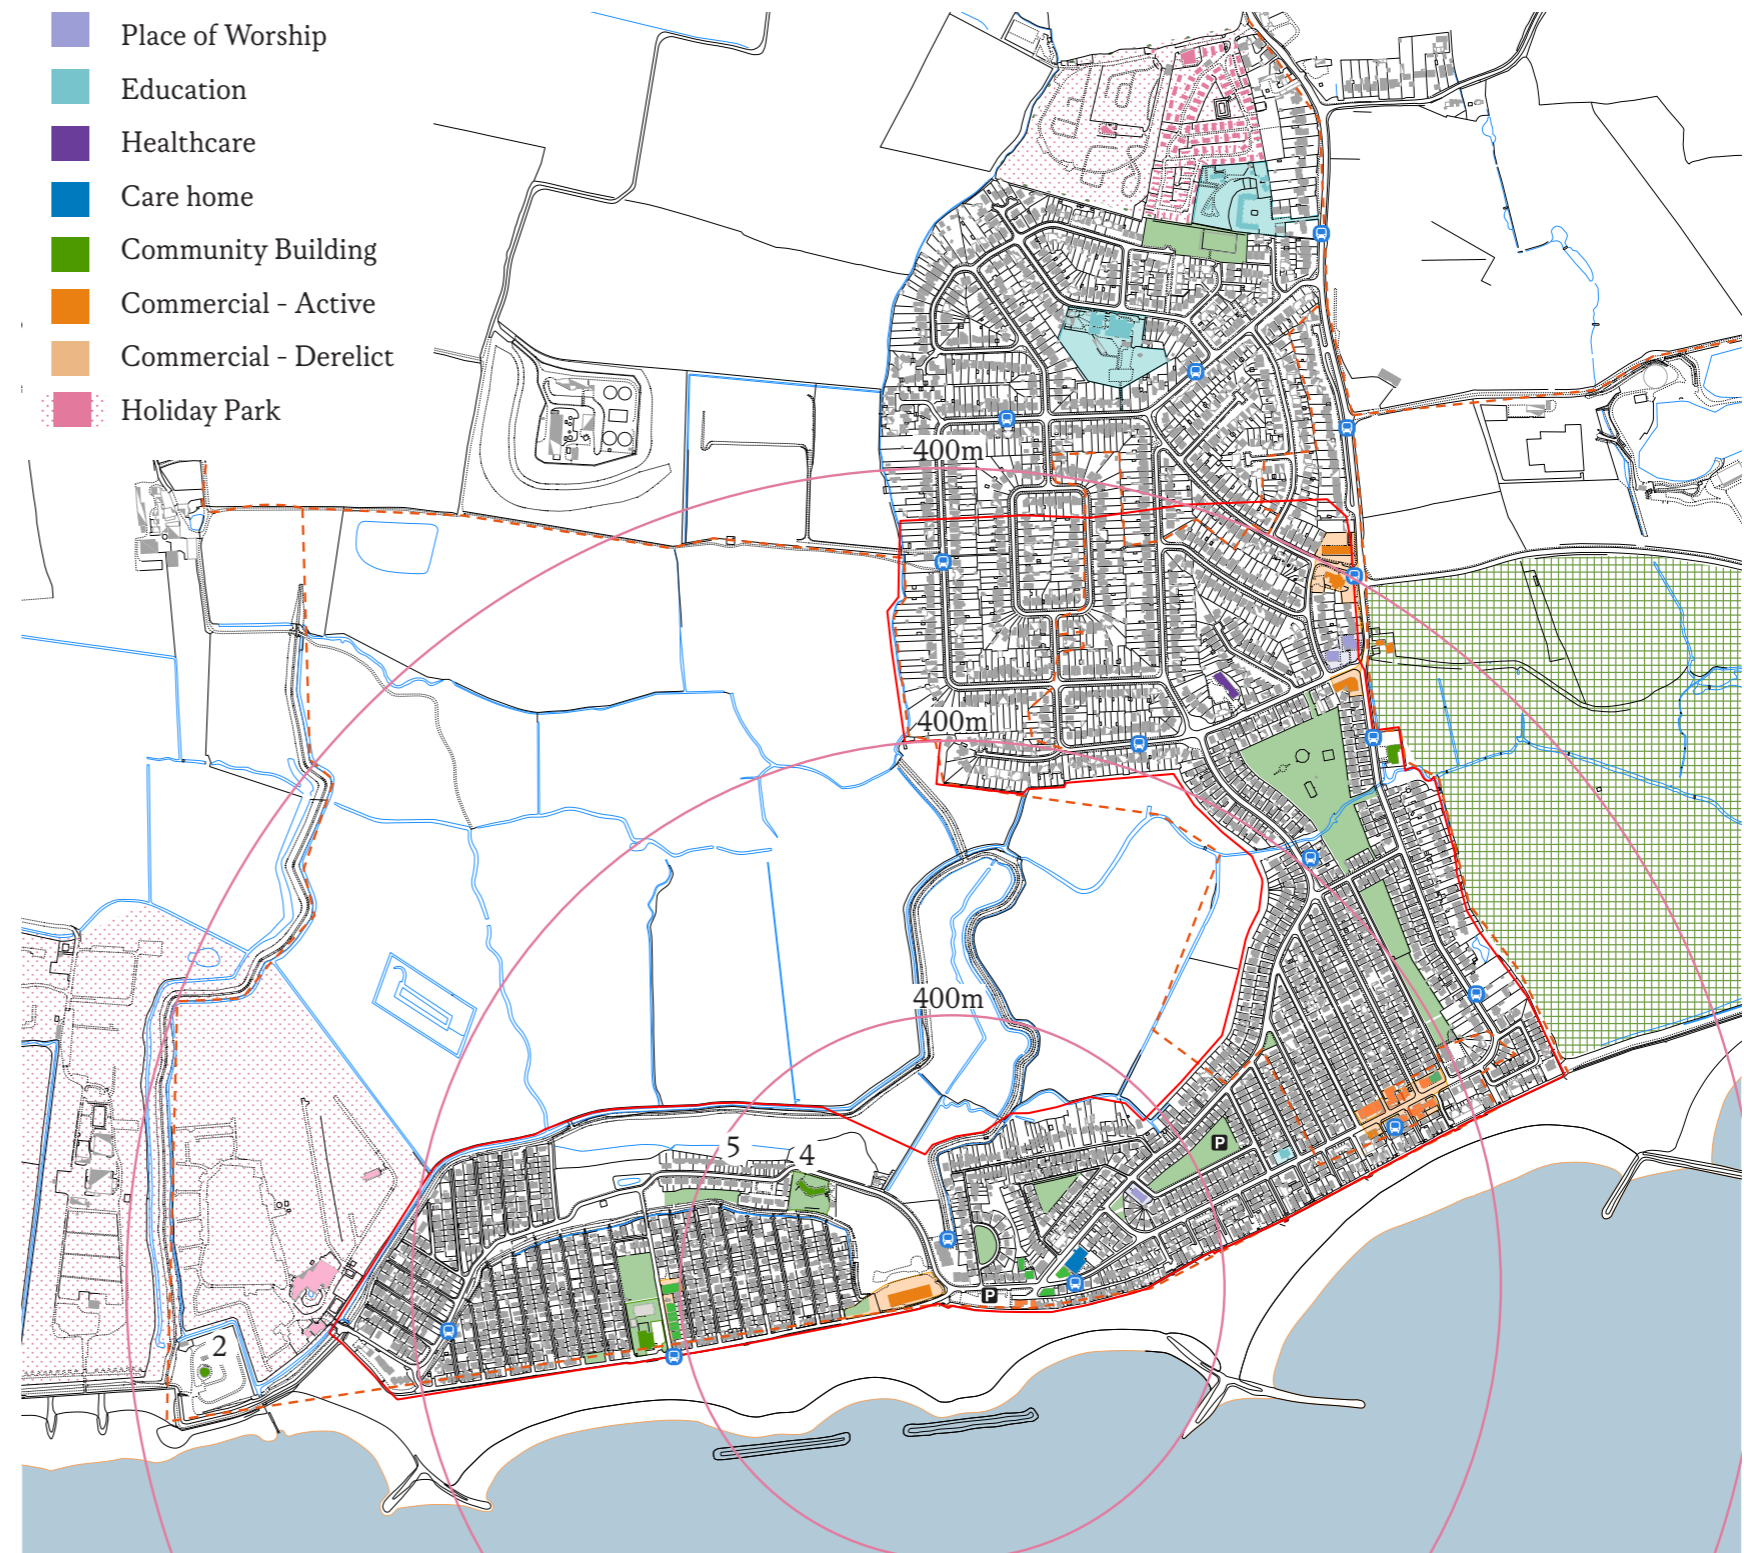 Place of Worship
Education
Healthcare
Care home
Community Building
Commercial - Active
Commercial - Derelict
Holiday Park
400m
400m
400m
5
4
P
P
2